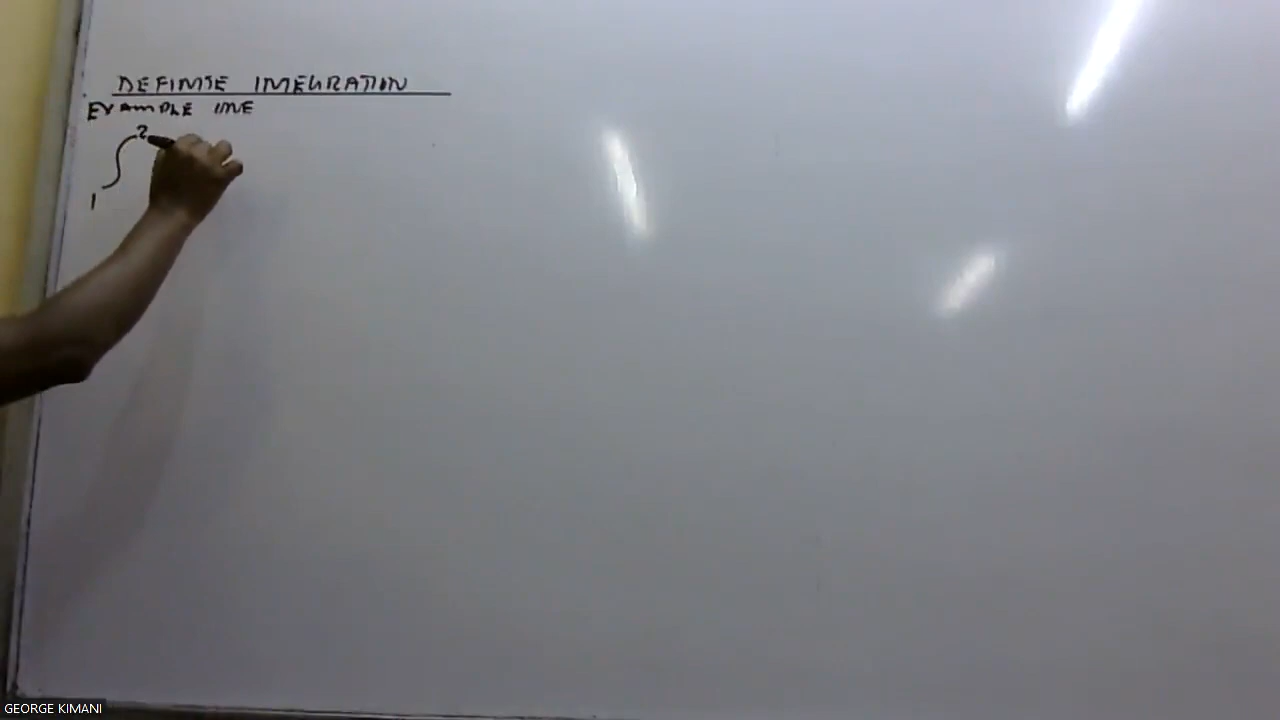 DEFINITE INTEGRATION
EXAMPLE ONE
2
∫
1
GEORGE KIMANI